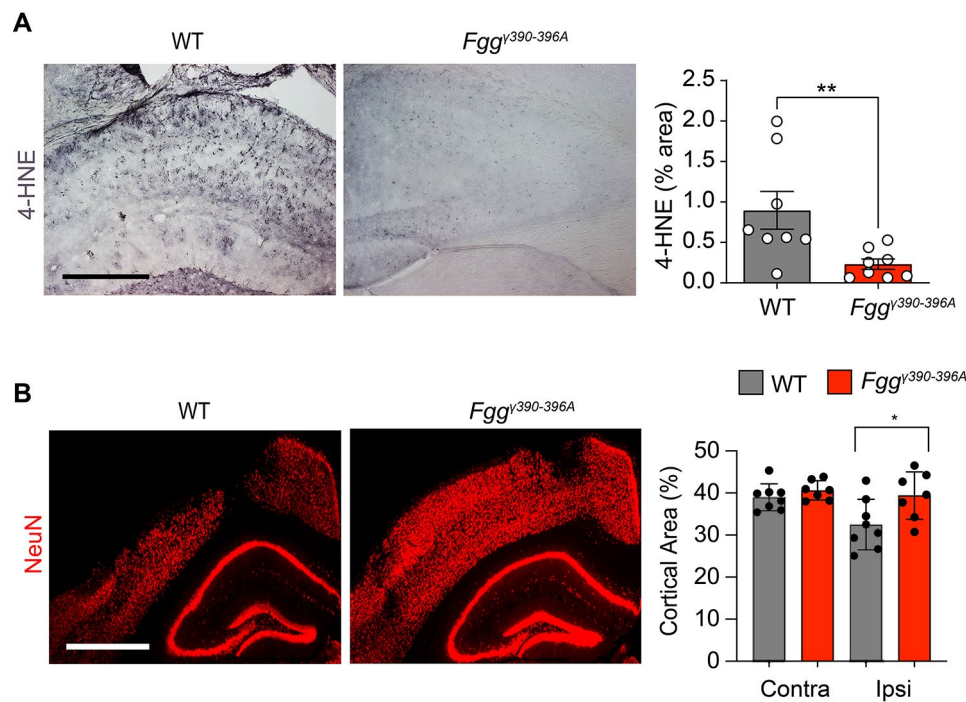 A
WT
Fggγ390-396A
4-HNE
4-HNE (% area)
2.5
2.0
1.5
1.0
0.5
0.0
**
WT
Fggγ390-396A
B
WT
Fggγ390-396A
NeuN
WT
Fggγ390-396A
Cortical Area (%)
50
40
30
20
10
0
*
Contra
Ipsi